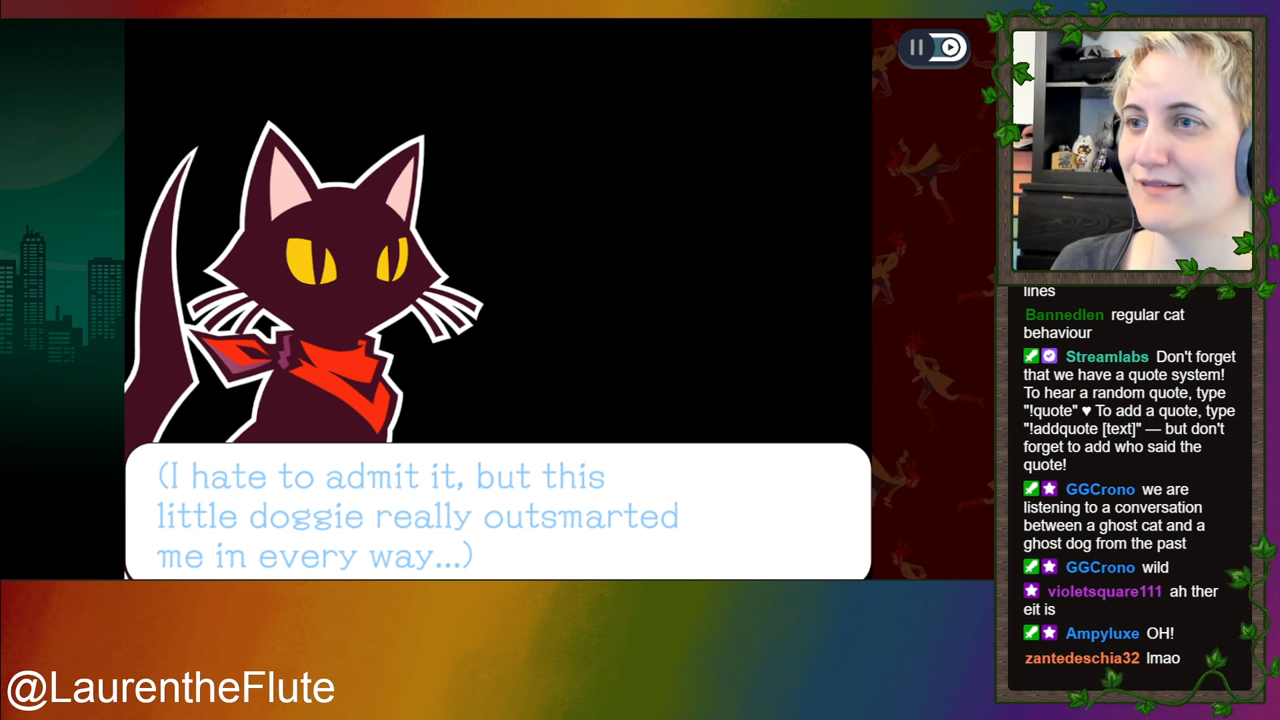 (I hate to admit it, but this
little doggie really outsmarted
me in every way...)
lines
Bannedlen regular cat
behaviour
Streamlabs Don't forget
that we have a quote system!
To hear a random quote, type
"!quote" ♥ To add a quote, type
"!addquote [text]" — but don't
forget to add who said the
quote!
GGCrono we are
listening to a conversation
between a ghost cat and a
ghost dog from the past
GGCrono wild
violetsquare111 ah ther
eit is
Ampyluxe OH!
zantedeschia32 lmao
@LaurentheFlute